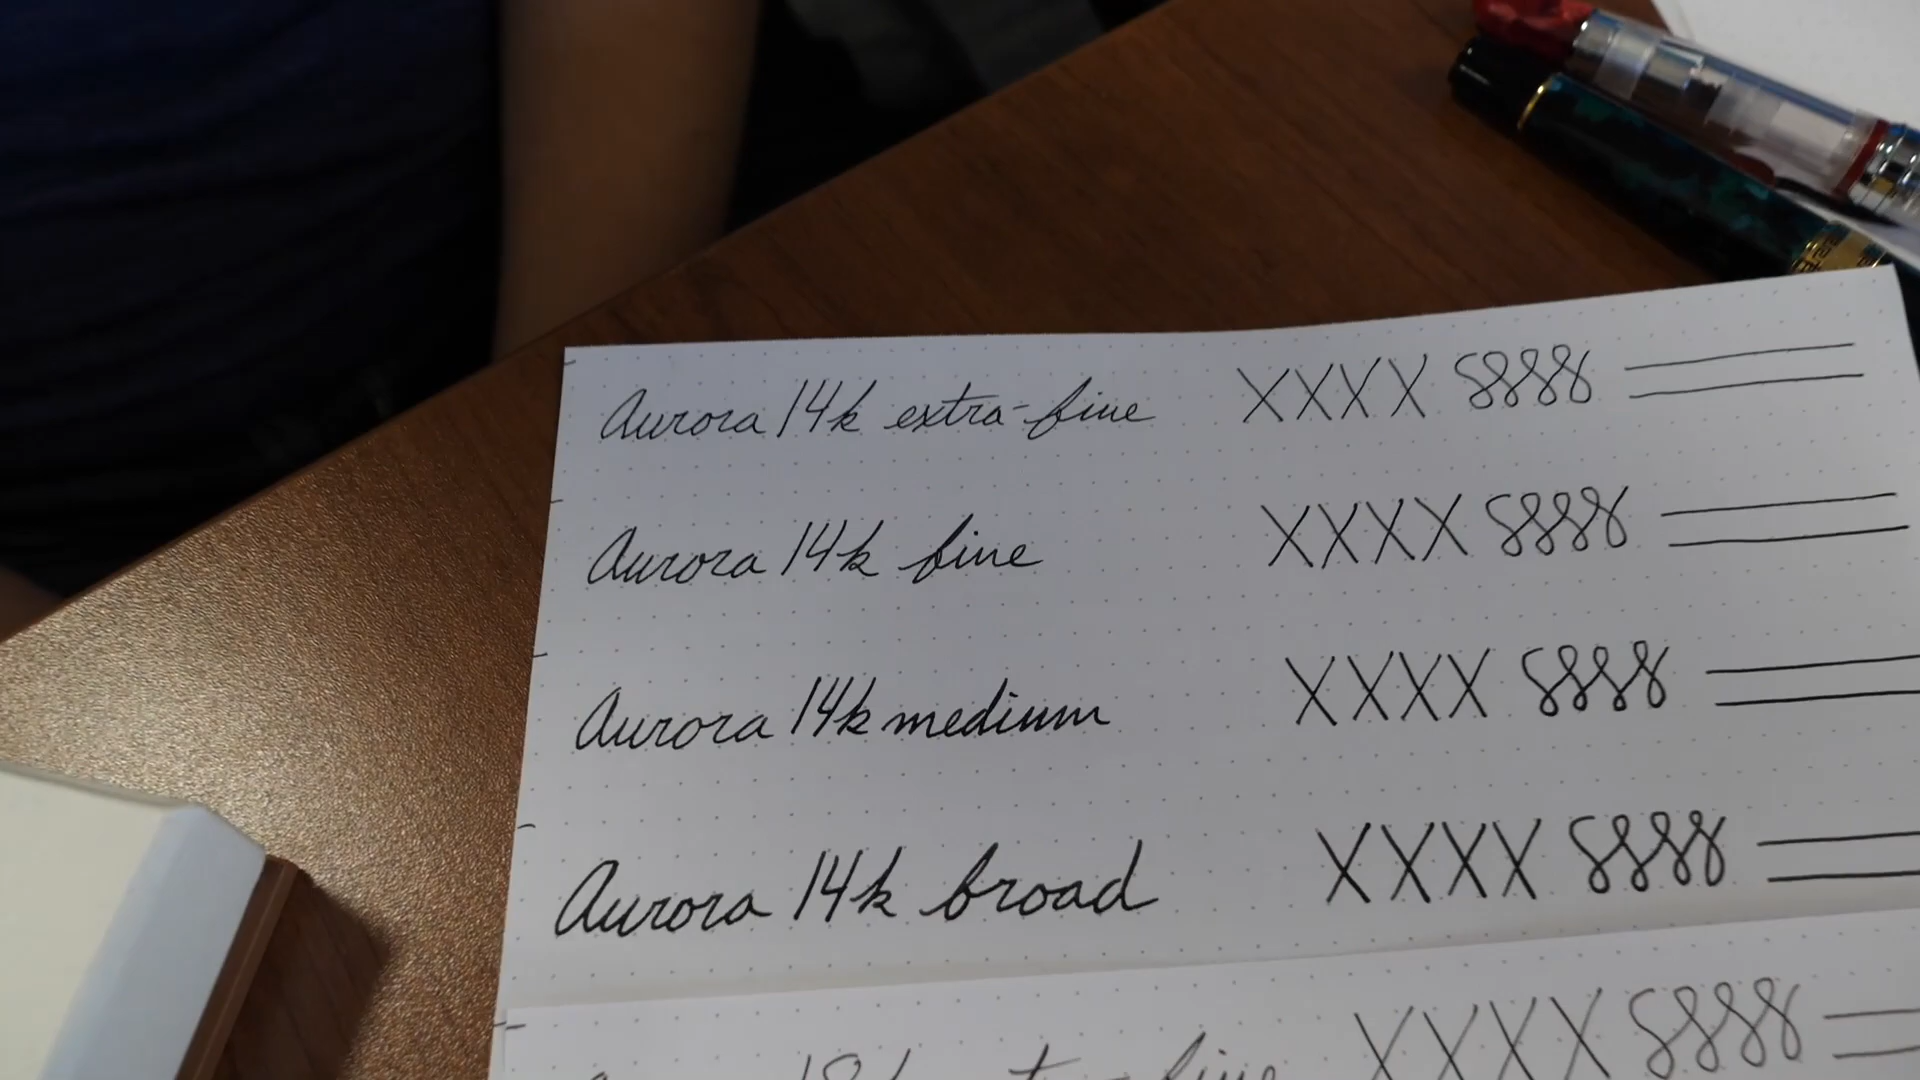 Aurora 14k extra-fine XXXX 8888
Aurora 14k fine XXXX 8888
Aurora 14k medium XXXX 8888
Aurora 14k broad XXXX 8888
XXXX 8888